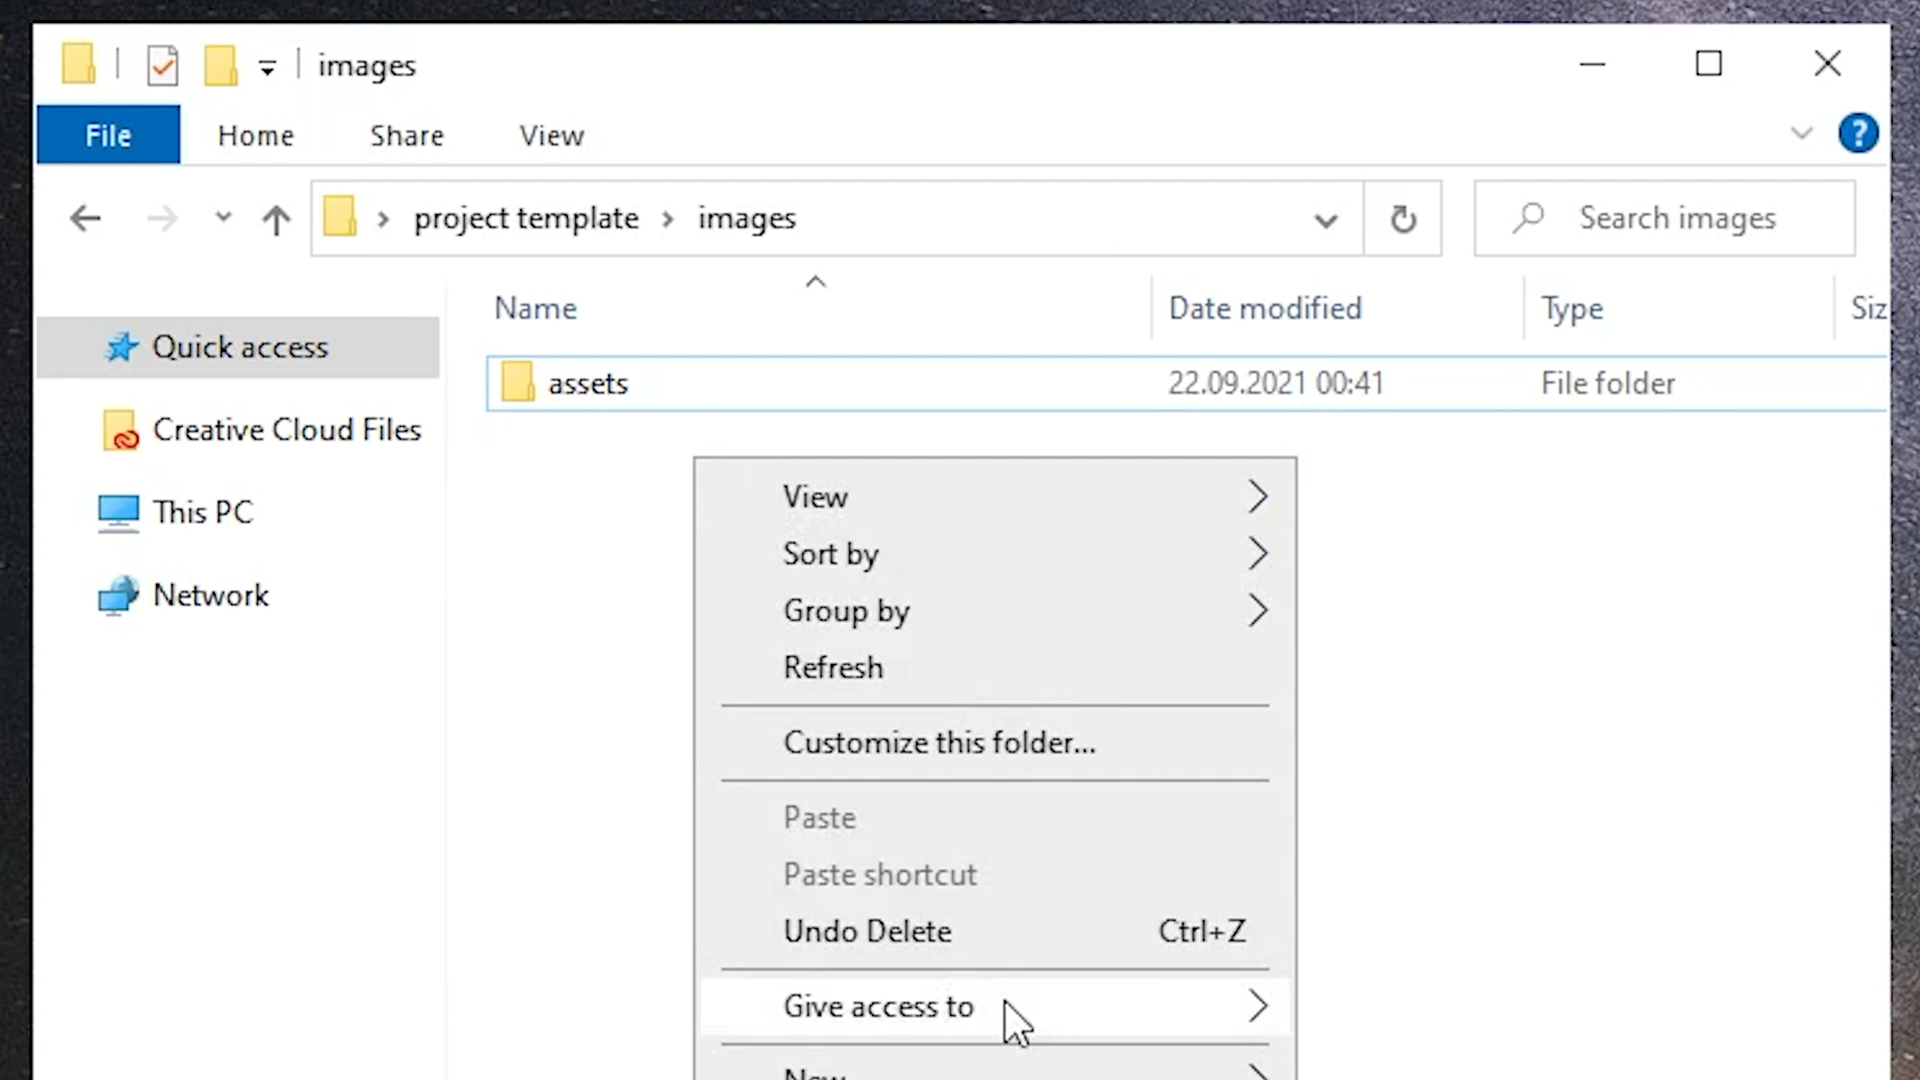 images
File Home Share View
project template images
Search images
Name Date modified Type Siz
Quick access
assets 22.09.2021 00:41 File folder
Creative Cloud Files
This PC
Network
View
Sort by
Group by
Refresh
Customize this folder...
Paste
Paste shortcut
Undo Delete Ctrl+Z
Give access to
New